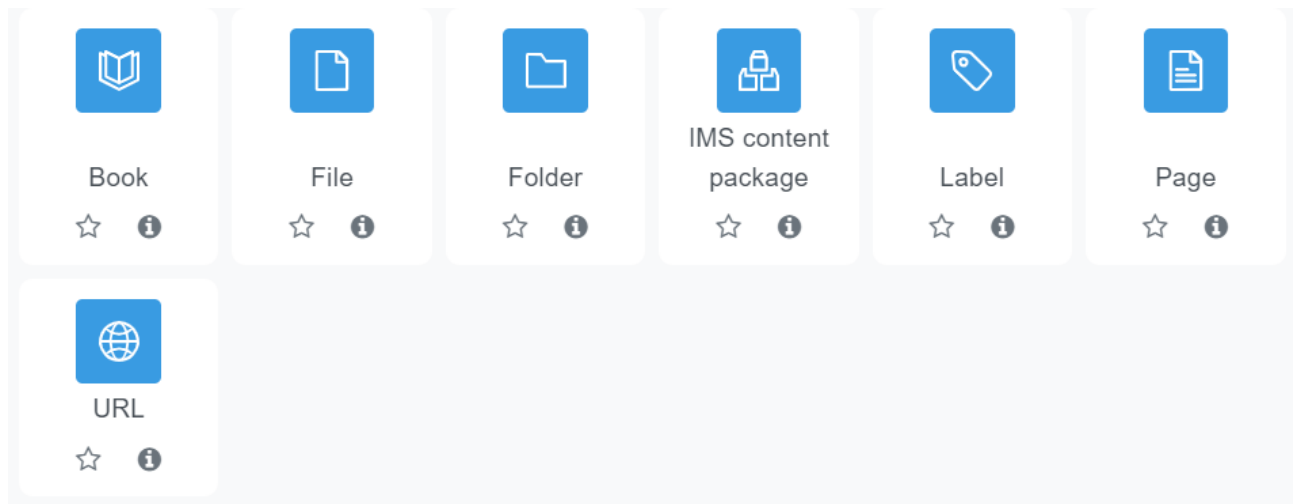 Book
File
Folder
IMS content
package
Label
Page
URL